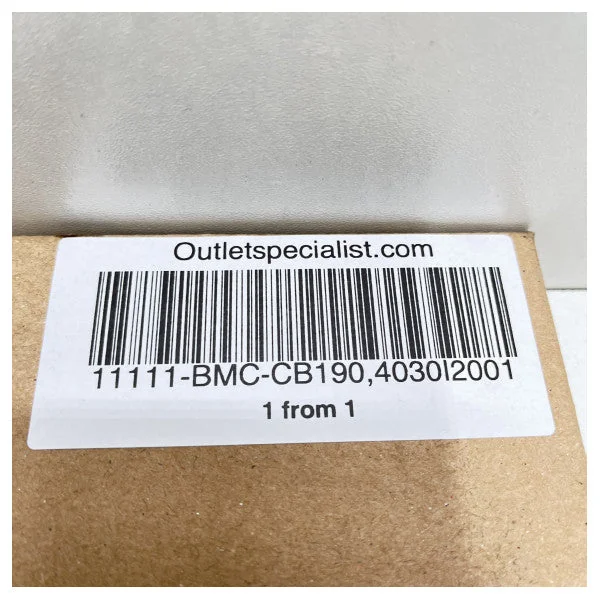 Outletspecialist.com
11111-BMC-CB190,4030I2001
1 from 1